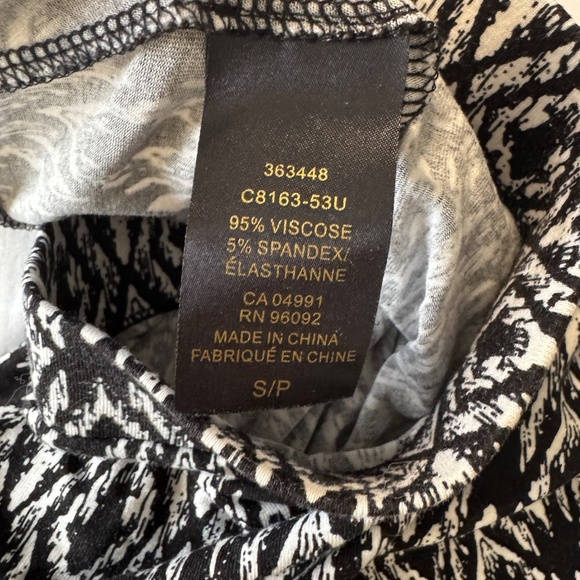 363448
C8163-53U
95% VISCOSE
5% SPANDEX/
ÉLASTHANNE
CA 04991
RN 96092
MADE IN CHINA
FABRIQUÉ EN CHINE
S/P